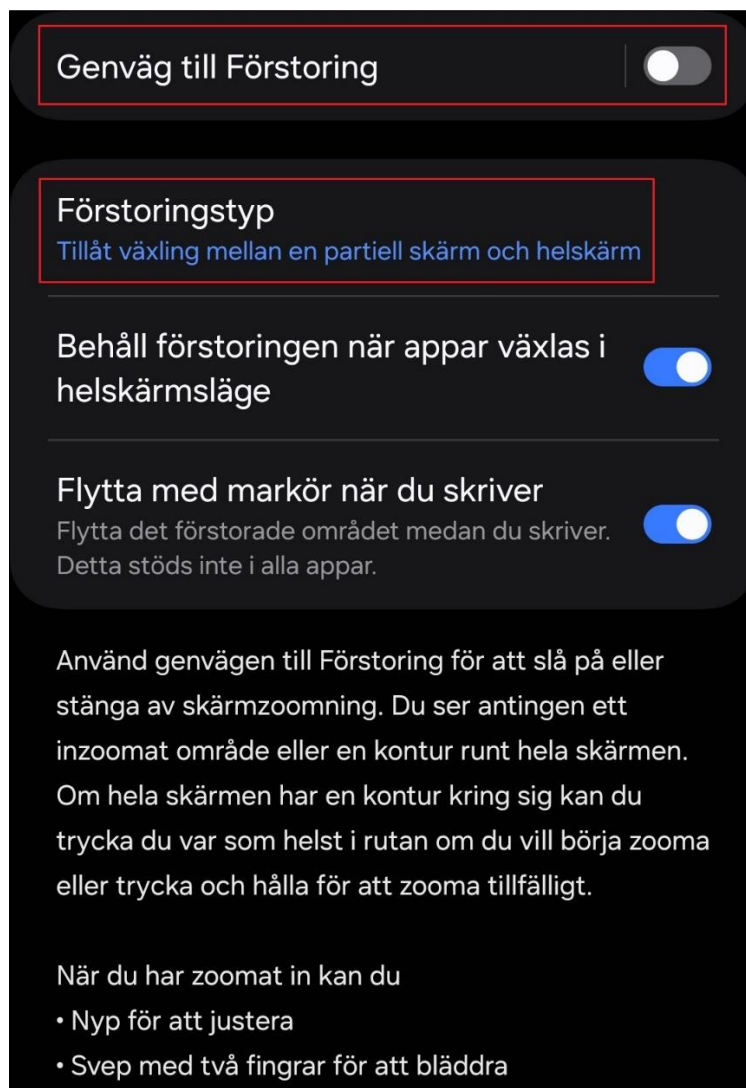 Genväg till Förstoring
Förstoringstyp
Tillåt växling mellan en partiell skärm och helskärm
Behåll förstoringen när appar växlas i
helskärmsläge
Flytta med markör när du skriver
Flytta det förstorade området medan du skriver.
Detta stöds inte i alla appar.
Använd genvägen till Förstoring för att slå på eller
stänga av skärmzoomning. Du ser antingen ett
inzoomat område eller en kontur runt hela skärmen.
Om hela skärmen har en kontur kring sig kan du
trycka du var som helst i rutan om du vill börja zooma
eller trycka och hålla för att zooma tillfälligt.
När du har zoomat in kan du
• Nyp för att justera
• Svep med två fingrar för att bläddra